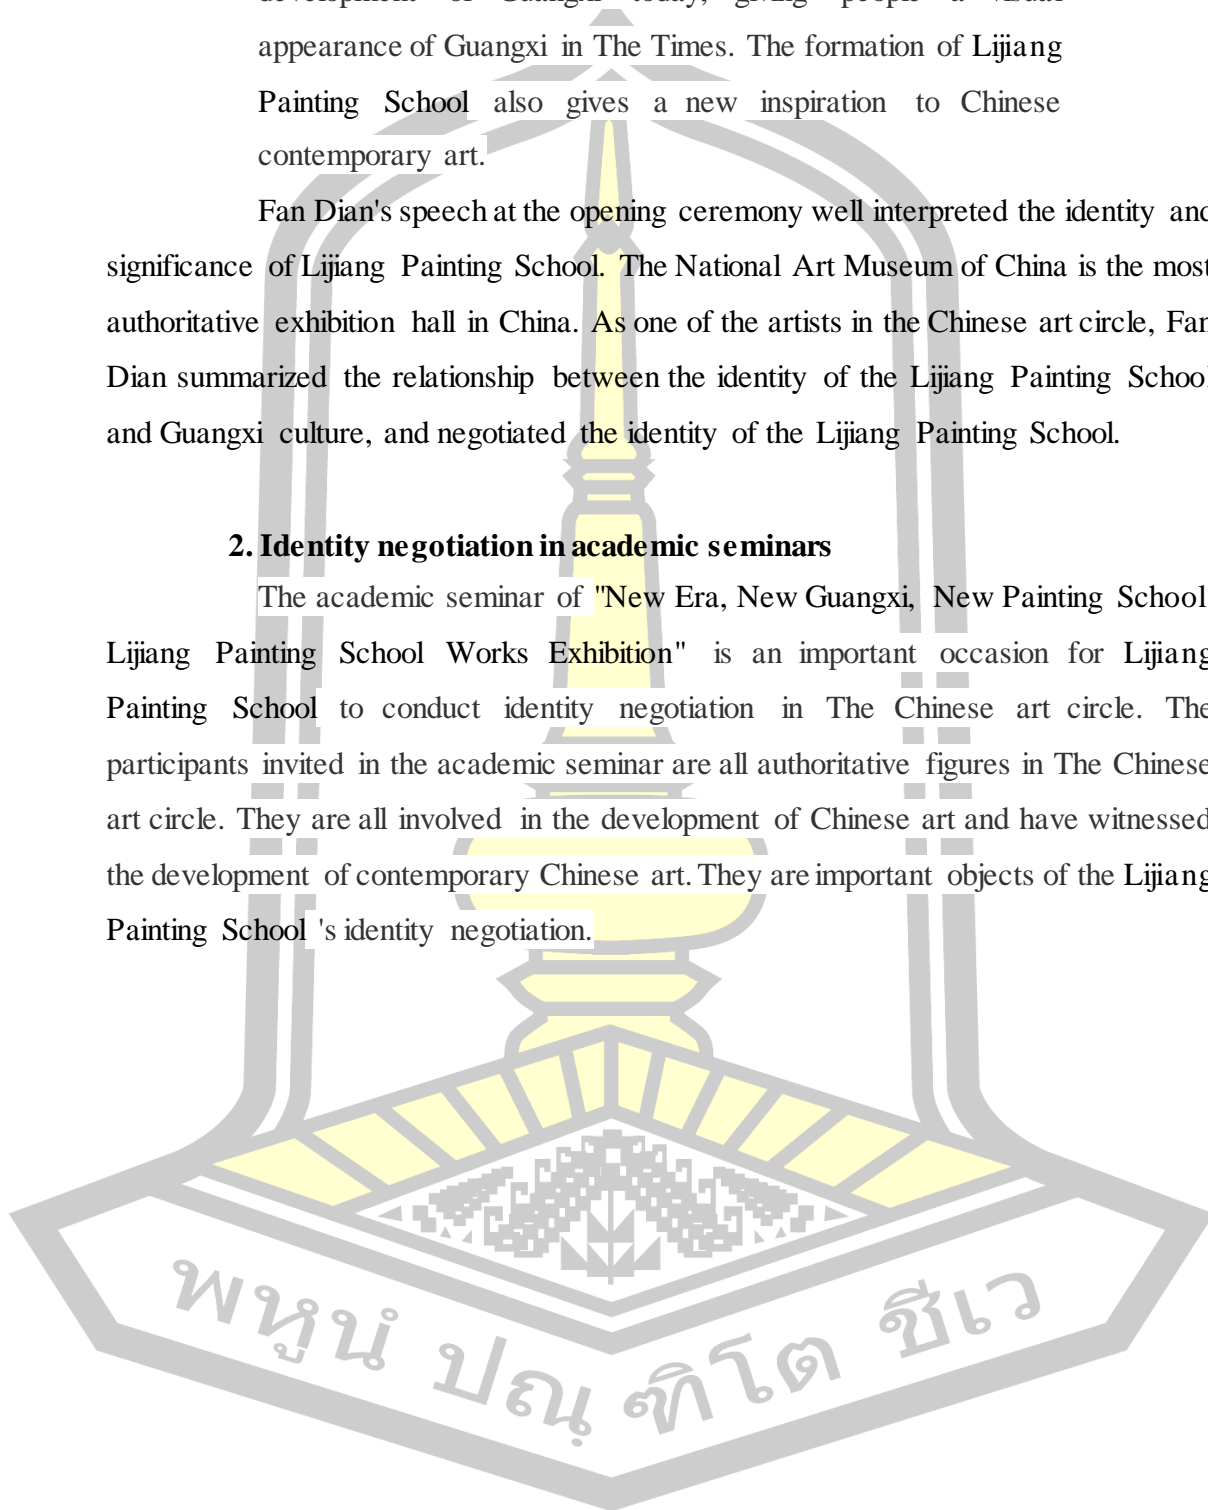 development of Guangxi today, giving people a visual
appearance of Guangxi in The Times. The formation of Lijiang
Painting School also gives a new inspiration to Chinese
contemporary art.
Fan Dian's speech at the opening ceremony well interpreted the identity and
significance of Lijiang Painting School. The National Art Museum of China is the most
authoritative exhibition hall in China. As one of the artists in the Chinese art circle, Fan
Dian summarized the relationship between the identity of the Lijiang Painting School
and Guangxi culture, and negotiated the identity of the Lijiang Painting School.
2. Identity negotiation in academic seminars
The academic seminar of "New Era, New Guangxi, New Painting School
Lijiang Painting School Works Exhibition" is an important occasion for Lijiang
Painting School to conduct identity negotiation in The Chinese art circle. The
participants invited in the academic seminar are all authoritative figures in The Chinese
art circle. They are all involved in the development of Chinese art and have witnessed
the development of contemporary Chinese art. They are important objects of the Lijiang
Painting School 's identity negotiation.
พหูนํ ปณฺฑิโต ชีเว